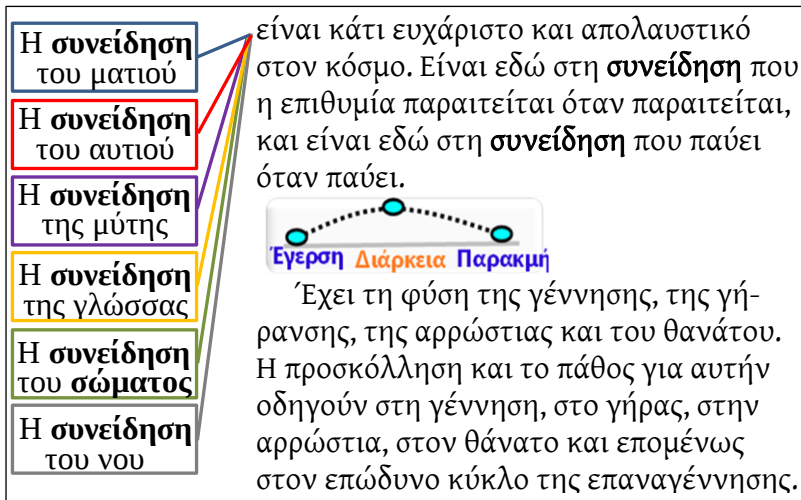 Η συνείδηση
του ματιού
Η συνείδηση
του αυτιού
Η συνείδηση
της μύτης
Η συνείδηση
της γλώσσας
Η συνείδηση
του σώματος
Η συνείδηση
του νου
είναι κάτι ευχάριστο και απολαυστικό
στον κόσμο. Είναι εδώ στη συνείδηση που
η επιθυμία παραιτείται όταν παραιτείται,
και είναι εδώ στη συνείδηση που παύει
όταν παύει.
Έγερση Διάρκεια Παρακμή
Έχει τη φύση της γέννησης, της γή-
ρανσης, της αρρώστιας και του θανάτου.
Η προσκόλληση και το πάθος για αυτήν
οδηγούν στη γέννηση, στο γήρας, στην
αρρώστια, στον θάνατο και επομένως
στον επώδυνο κύκλο της επαναγέννησης.